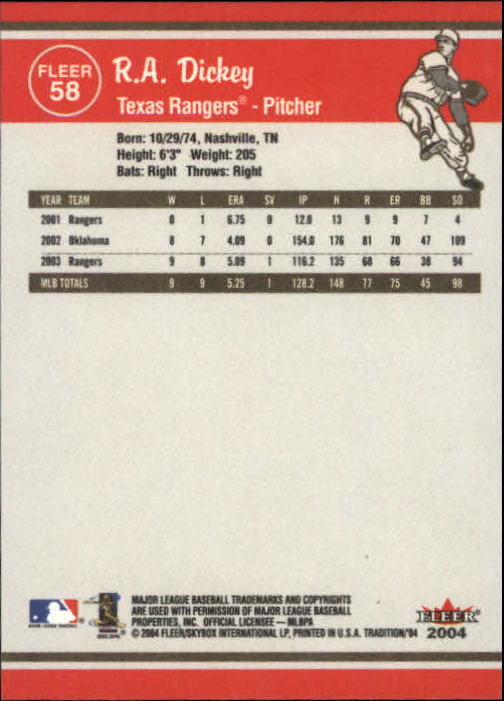 FLEER
58
R.A. Dickey
Texas Rangers® - Pitcher
Born: 10/29/74, Nashville, TN
Height: 6'3" Weight: 205
Bats: Right Throws: Right
YEAR TEAM W L ERA SV IP H R ER BB SO
2001 Rangers 0 1 6.75 0 12.0 13 9 9 7 4
2002 Oklahoma 8 7 4.09 0 154.0 176 81 70 47 109
2003 Rangers 9 8 5.09 1 116.2 135 68 66 38 94
MLB TOTALS 9 9 5.25 1 128.2 148 77 75 45 98
MAJOR LEAGUE BASEBALL TRADEMARKS AND COPYRIGHTS
ARE USED WITH PERMISSION OF MAJOR LEAGUE BASEBALL
PROPERTIES, INC. OFFICIAL LICENSEE — MLBPA
© 2004 FLEER/SKYBOX INTERNATIONAL LP, PRINTED IN U.S.A. TRADITION/'04
FLEER
2004